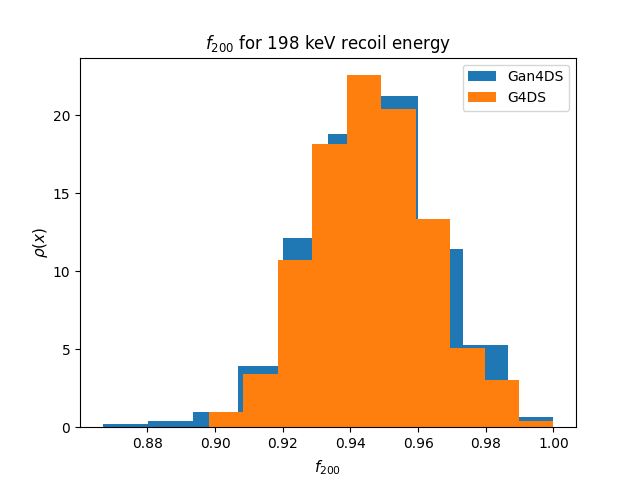 f₂₀₀ for 198 keV recoil energy
Gan4DS
G4DS
ρ(x)
20
15
10
5
0
0.88 0.90 0.92 0.94 0.96 0.98 1.00
f₂₀₀